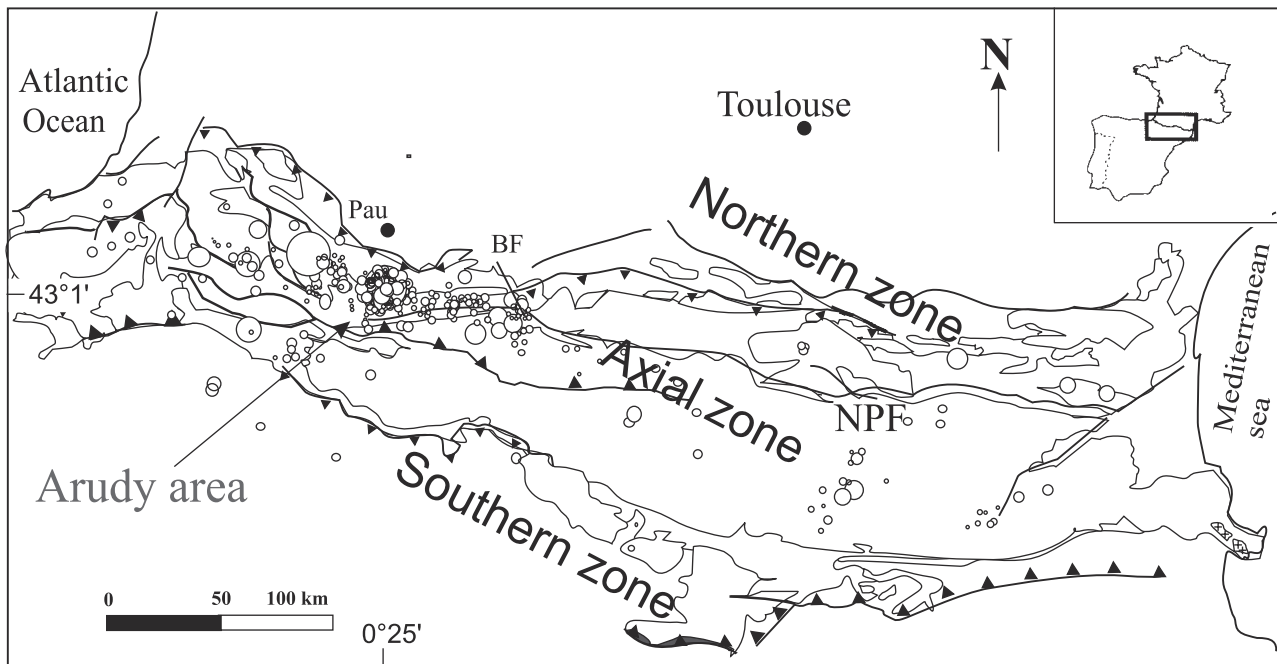 Atlantic
Ocean
N
Toulouse
Pau
BF
Northern zone
43°1'
Axial zone
NPF
Mediterranean
sea
Arudy area
Southern zone
0 50 100 km
0°25'